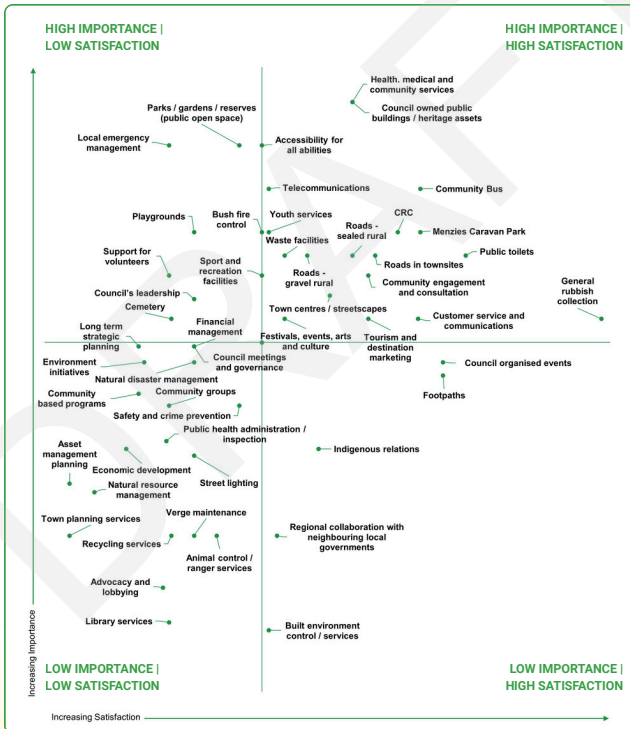 HIGH IMPORTANCE |
LOW SATISFACTION
HIGH IMPORTANCE |
HIGH SATISFACTION
Health. medical and
community services
Parks / gardens / reserves
(public open space)
Council owned public
buildings / heritage assets
Local emergency
management
Accessibility for
all abilities
Telecommunications
Community Bus
Playgrounds
Bush fire
control
Youth services
CRC
Roads -
sealed rural
Menzies Caravan Park
Waste facilities
Support for
volunteers
Sport and
recreation
facilities
Roads -
gravel rural
Roads in townsites
Public toilets
Community engagement
and consultation
General
rubbish
collection
Council's leadership
Cemetery
Town centres / streetscapes
Financial
management
Customer service and
communications
Long term
strategic
planning
Festivals, events, arts
and culture
Tourism and
destination
marketing
Council meetings
and governance
Environment
initiatives
Council organised events
Natural disaster management
Community
based programs
Community groups
Footpaths
Safety and crime prevention
Public health administration /
inspection
Asset
management
planning
Indigenous relations
Economic development
Natural resource
management
Street lighting
Town planning services
Verge maintenance
Regional collaboration with
neighbouring local
governments
Recycling services
Animal control /
ranger services
Advocacy and
lobbying
Library services
Built environment
control / services
Increasing Importance
LOW IMPORTANCE |
LOW SATISFACTION
LOW IMPORTANCE |
HIGH SATISFACTION
Increasing Satisfaction
DRAF